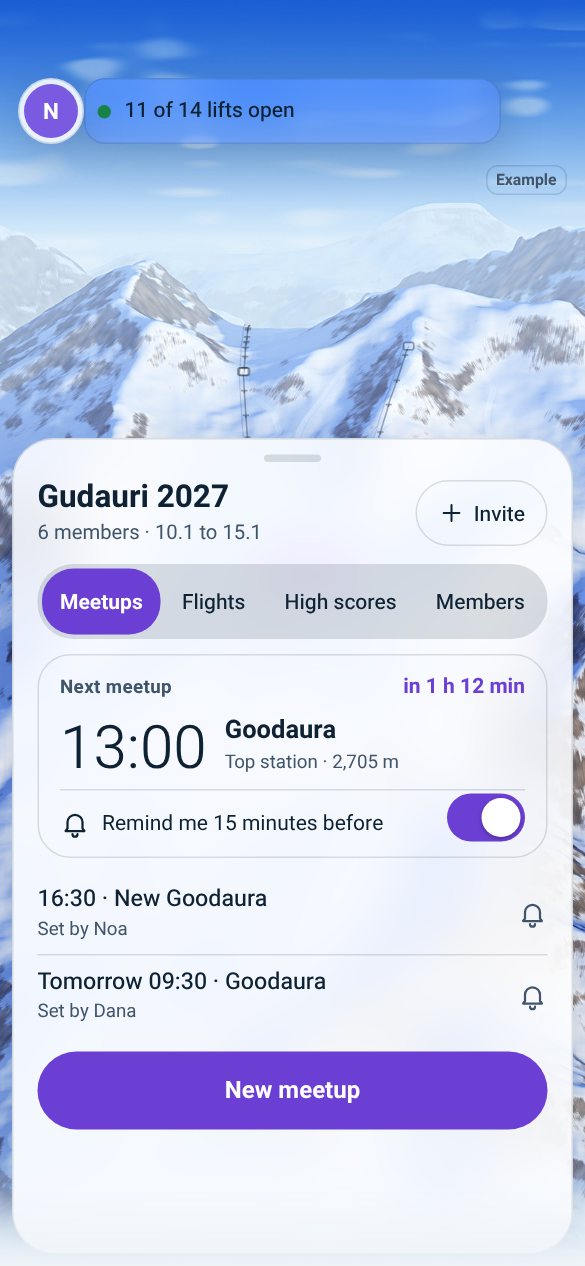 N
11 of 14 lifts open
Example
Gudauri 2027
6 members · 10.1 to 15.1
+ Invite
Meetups Flights High scores Members
Next meetup
in 1 h 12 min
13:00
Goodaura
Top station · 2,705 m
Remind me 15 minutes before
16:30 · New Goodaura
Set by Noa
Tomorrow 09:30 · Goodaura
Set by Dana
New meetup